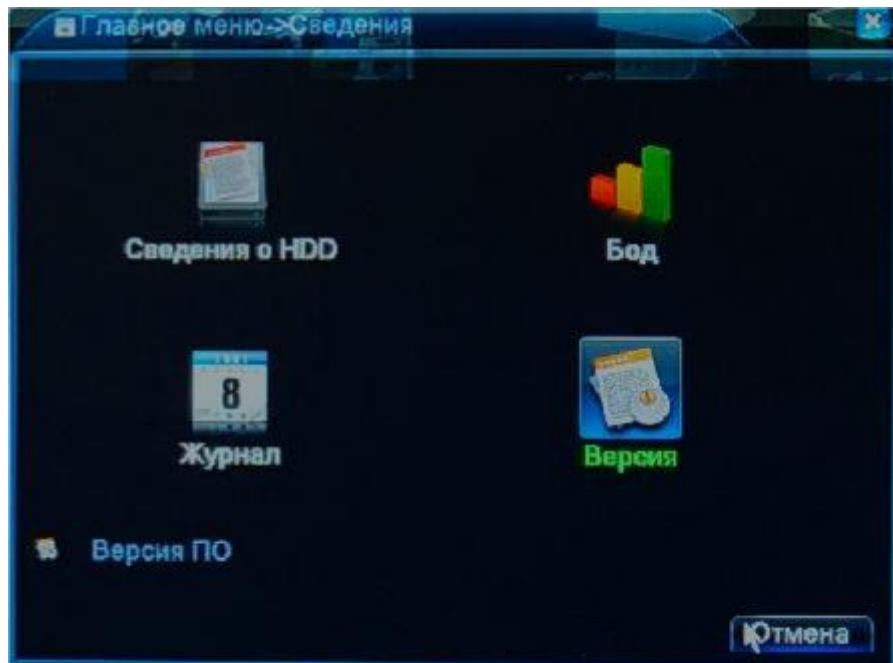 Главное меню->Сведения
Сведения о HDD
Бод
8
Журнал
Версия
Версия ПО
Отмена